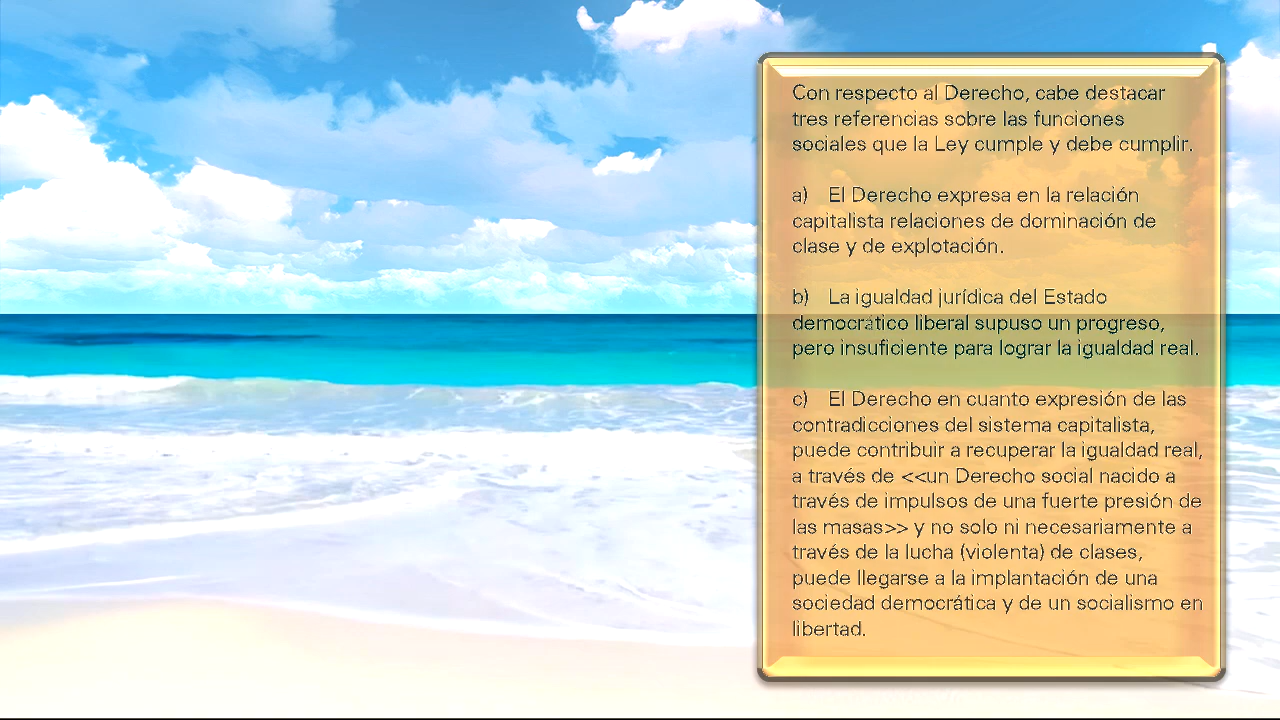 Con respecto al Derecho, cabe destacar
tres referencias sobre las funciones
sociales que la Ley cumple y debe cumplir.
a) El Derecho expresa en la relación
capitalista relaciones de dominación de
clase y de explotación.
b) La igualdad jurídica del Estado
democrático liberal supuso un progreso,
pero insuficiente para lograr la igualdad real.
c) El Derecho en cuanto expresión de las
contradicciones del sistema capitalista,
puede contribuir a recuperar la igualdad real,
a través de <<un Derecho social nacido a
través de impulsos de una fuerte presión de
las masas>> y no solo ni necesariamente a
través de la lucha (violenta) de clases,
puede llegarse a la implantación de una
sociedad democrática y de un socialismo en
libertad.